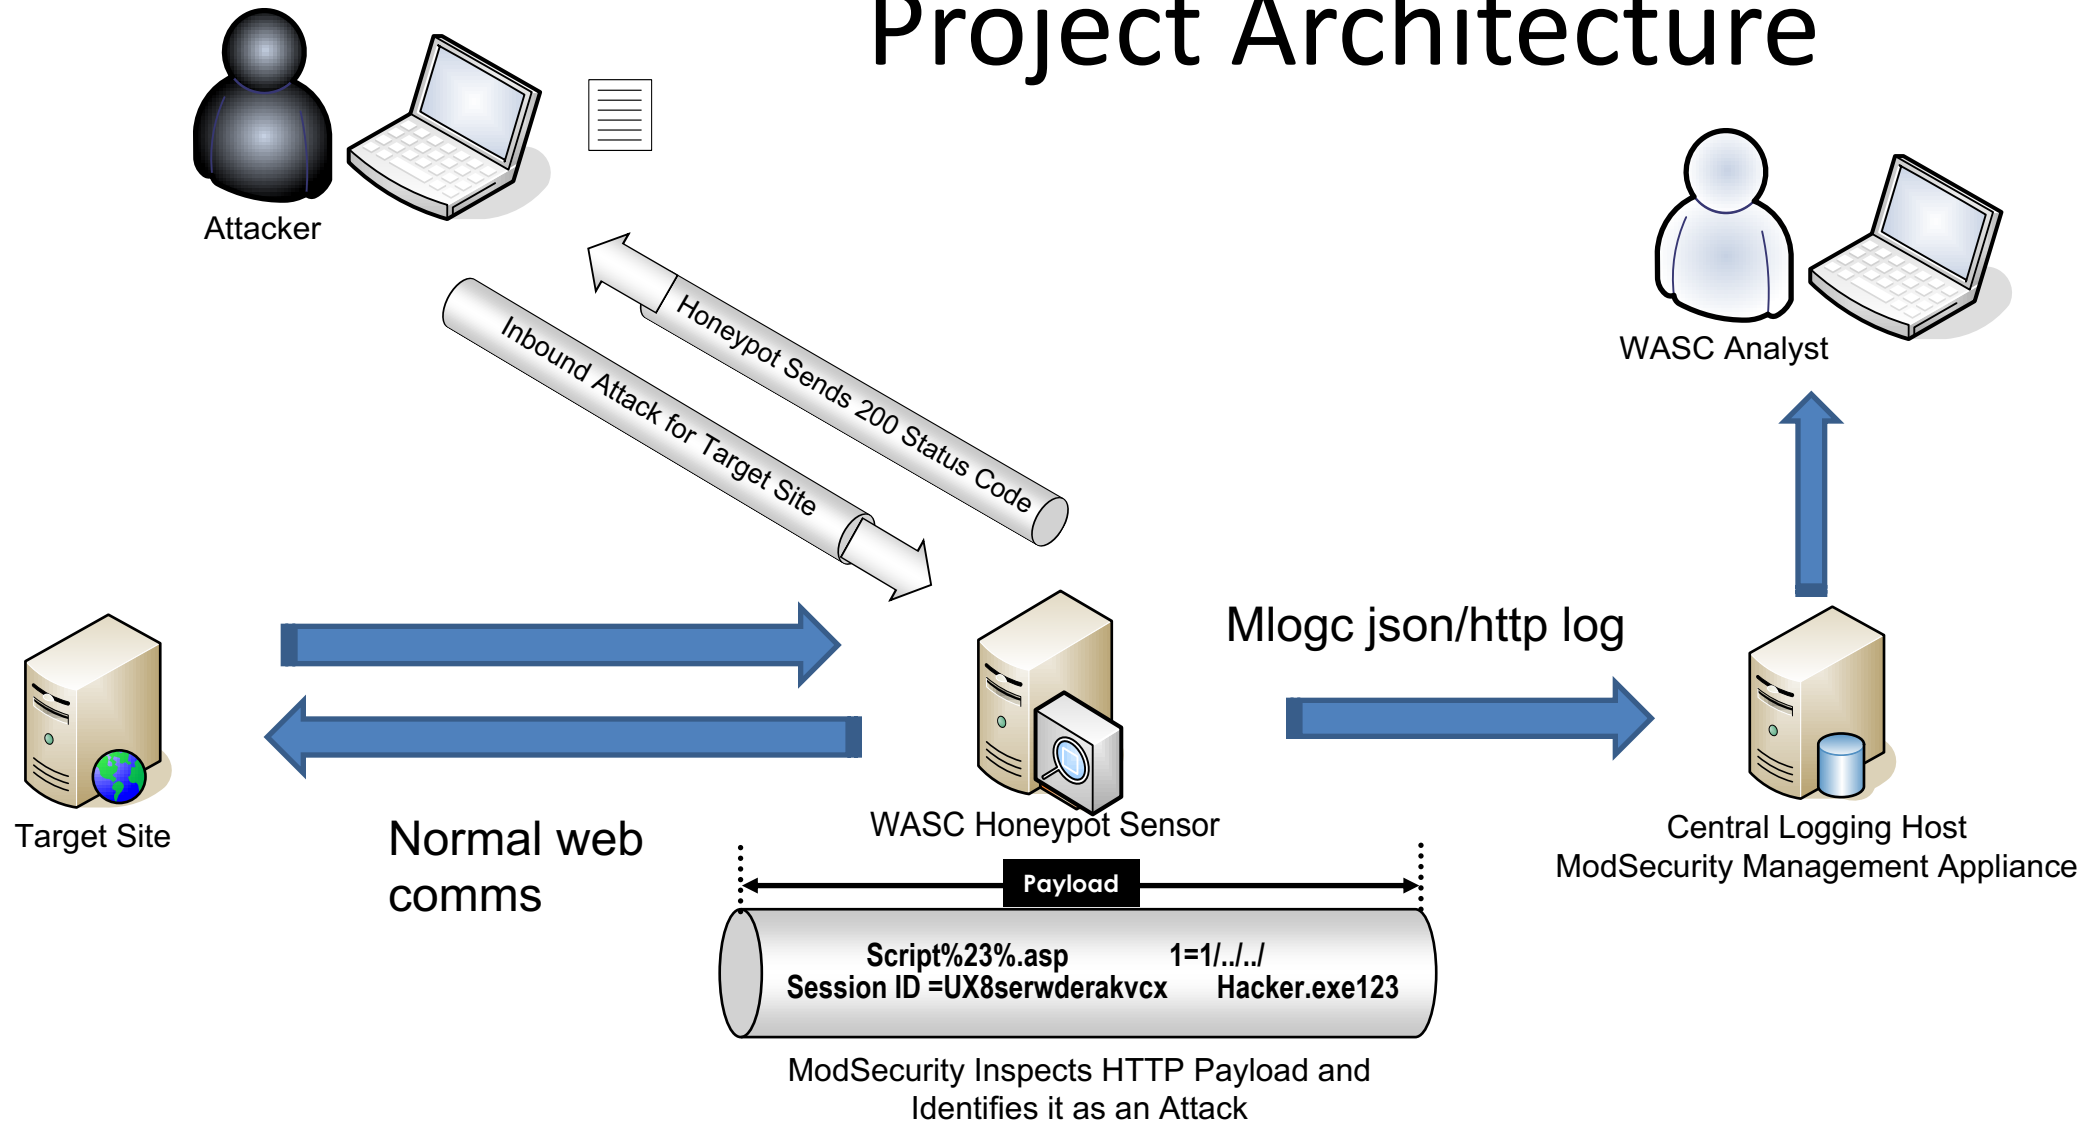 Project Architecture
Attacker
WASC Analyst
Honeypot Sends 200 Status Code
Inbound Attack for Target Site
Mlogc json/http log
Target Site
Normal web
comms
WASC Honeypot Sensor
Central Logging Host
ModSecurity Management Appliance
Payload
Script%23%.asp 1=1/../../
Session ID =UX8serwderakvcx Hacker.exe123
ModSecurity Inspects HTTP Payload and
Identifies it as an Attack